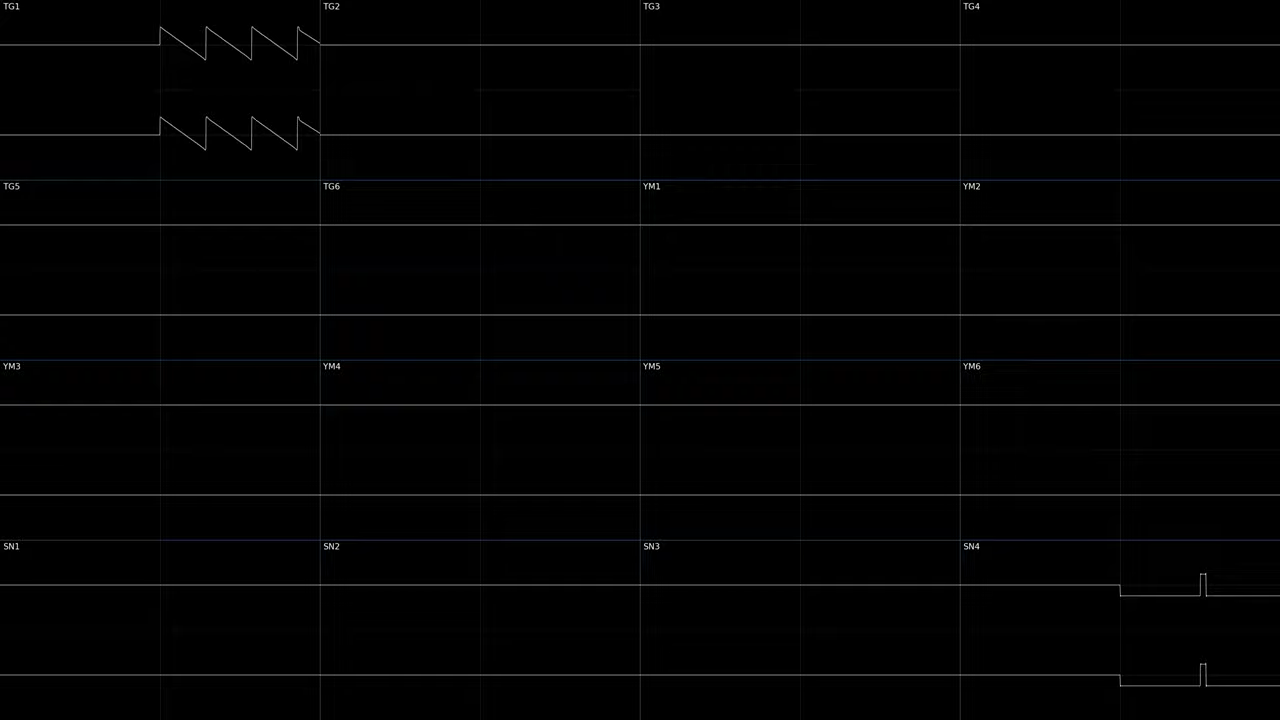 TG1 TG2 TG3 TG4
TG5 TG6 YM1 YM2
YM3 YM4 YM5 YM6
SN1 SN2 SN3 SN4